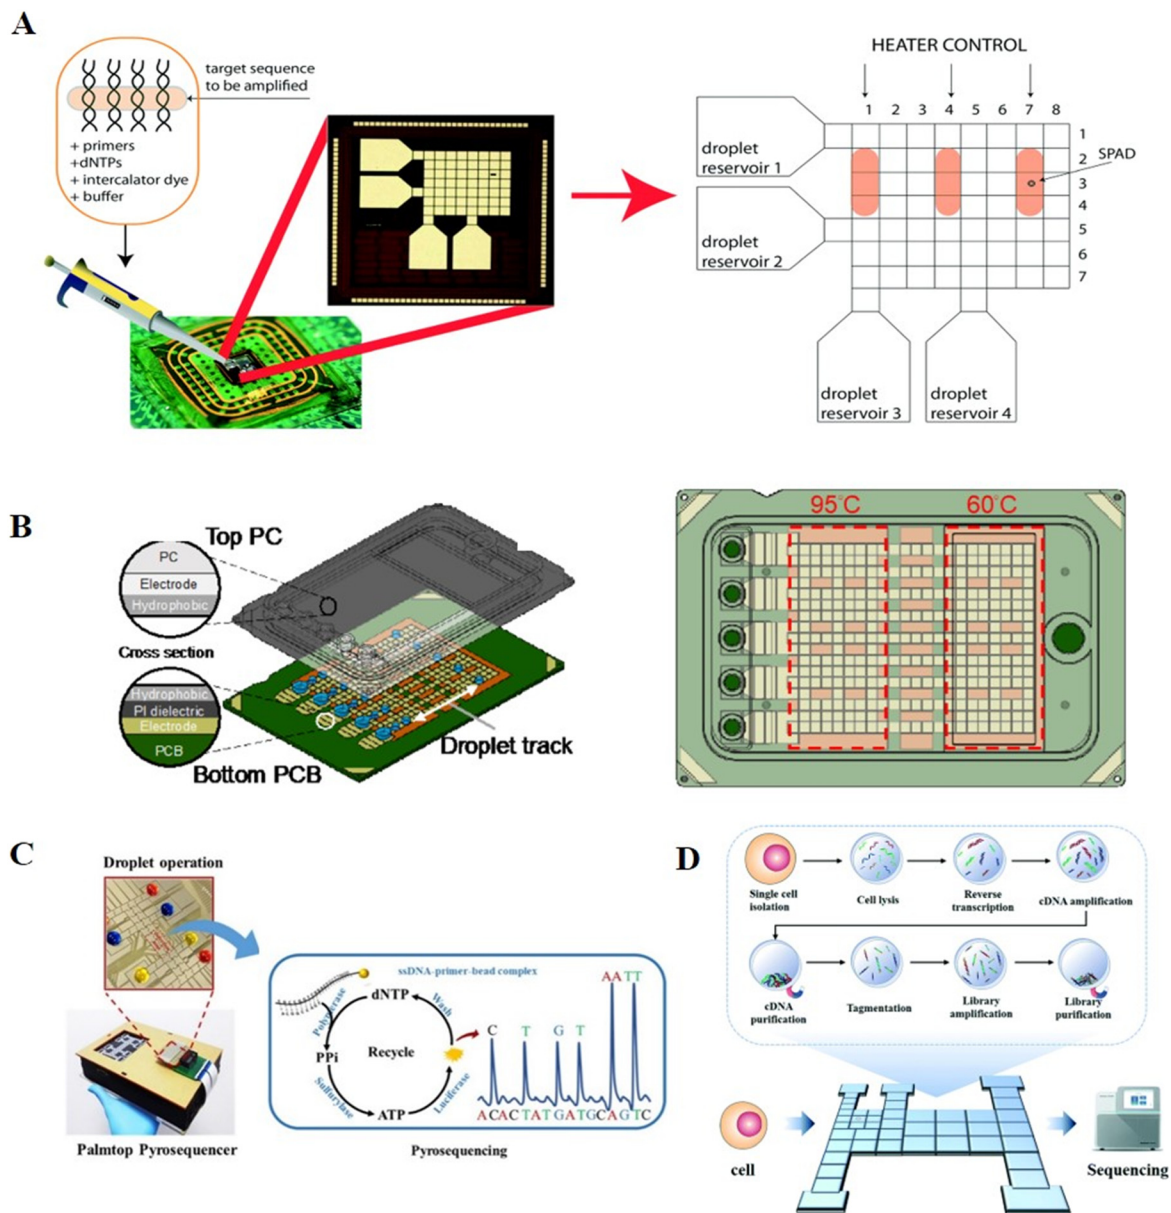 A
target sequence
to be amplified
+ primers
+dNTPs
+ intercalator dye
+ buffer
HEATER CONTROL
1 2 3 4 5 6 7 8
droplet
reservoir 1
1
2
SPAD
3
4
droplet
reservoir 2
5
6
7
droplet
reservoir 3
droplet
reservoir 4
B
Top PC
PC
Electrode
Hydrophobic
Cross section
Hydrophobic
PI dielectric
Electrode
PCB
Droplet track
Bottom PCB
95°C
60°C
C
Droplet operation
Palmtop Pyrosequencer
ssDNA-primer-bead complex
Polymerase
dNTP
Wash
PPi
Recycle
Sulfurylase
ATP
Luciferase
C T G T AATT
ACACTATGATGCAGTC
Pyrosequencing
D
Single cell
isolation
Cell lysis
Reverse
transcription
cDNA amplification
cDNA
purification
Tagmentation
Library
amplification
Library
purification
cell
Sequencing